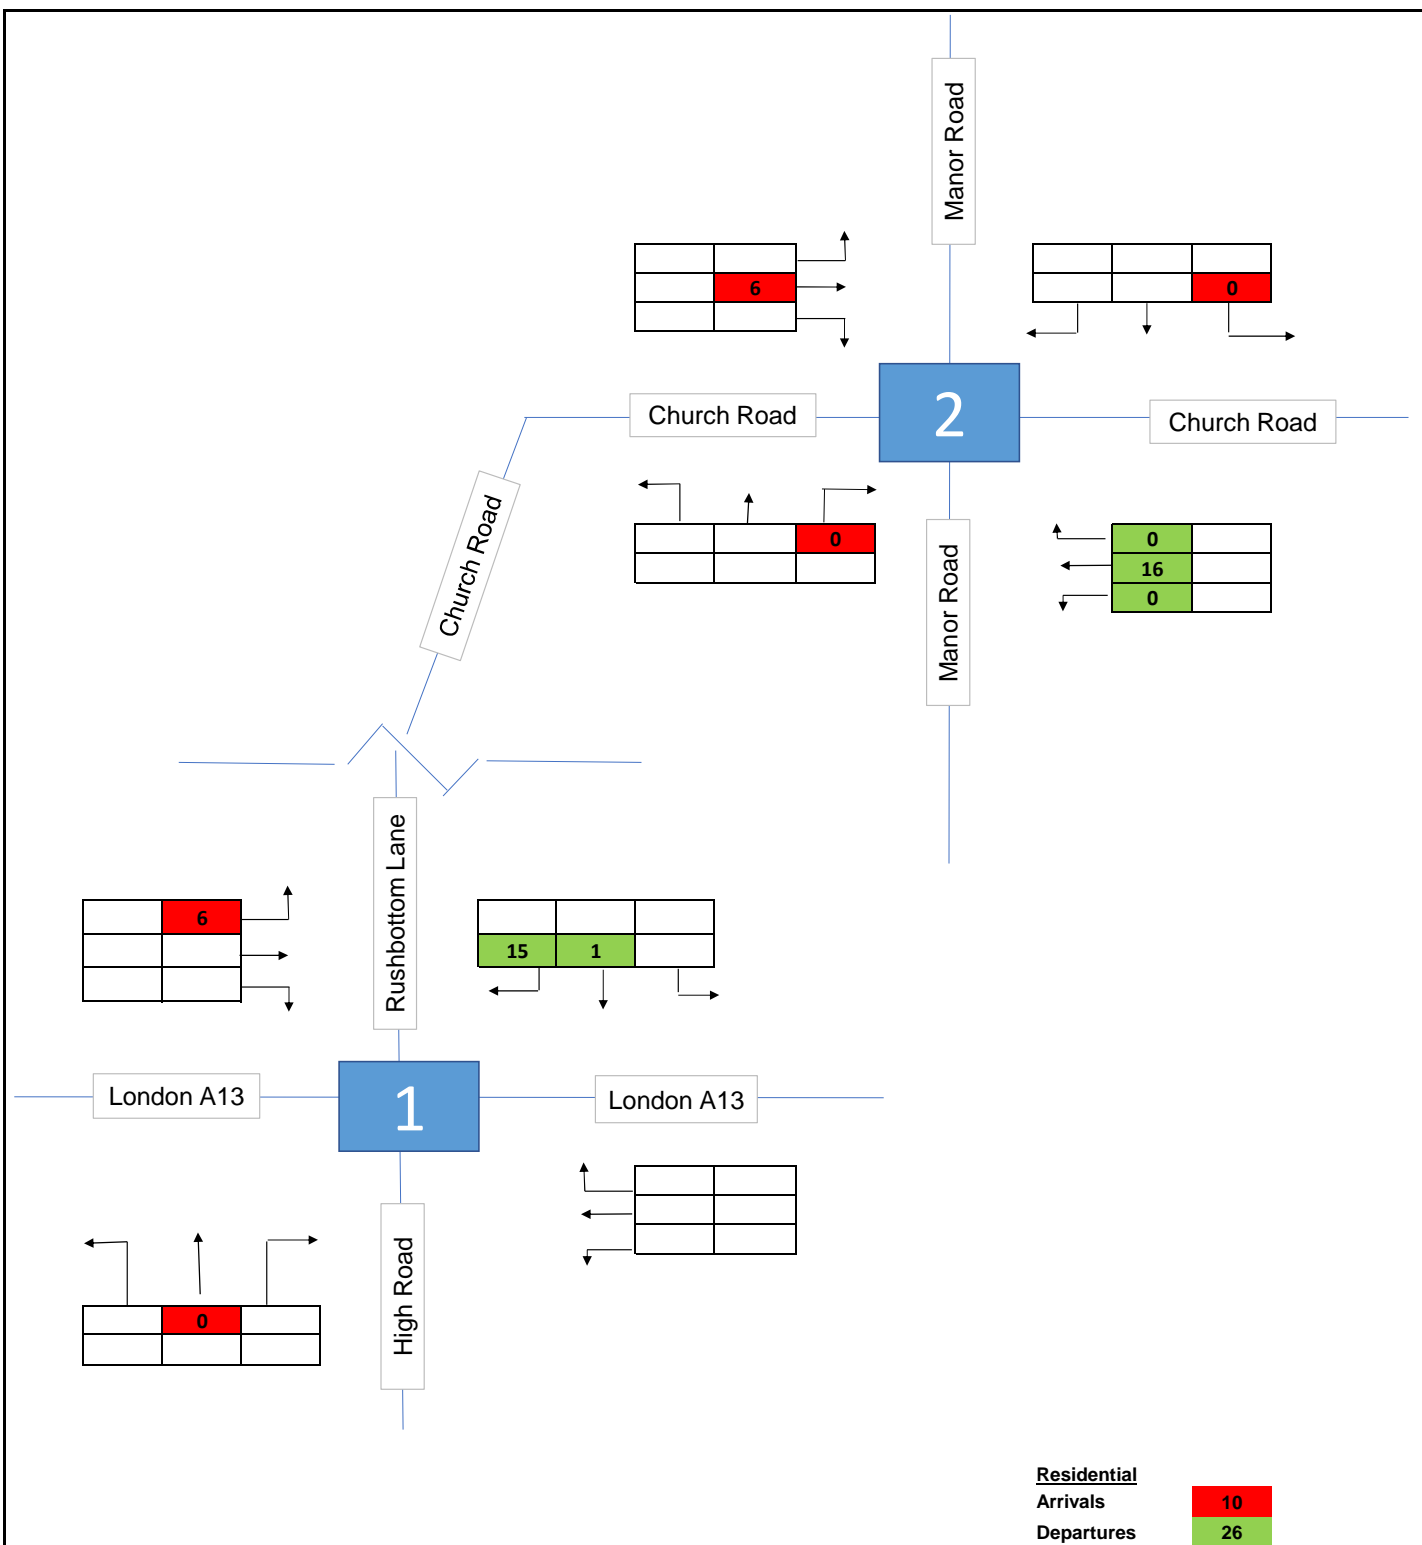 Manor Road
6
0
2
Church Road
Church Road
Church Road
0
Manor Road
0
16
0
Rushbottom Lane
6
15 1
London A13
1
London A13
High Road
0
Residential
Arrivals 10
Departures 26